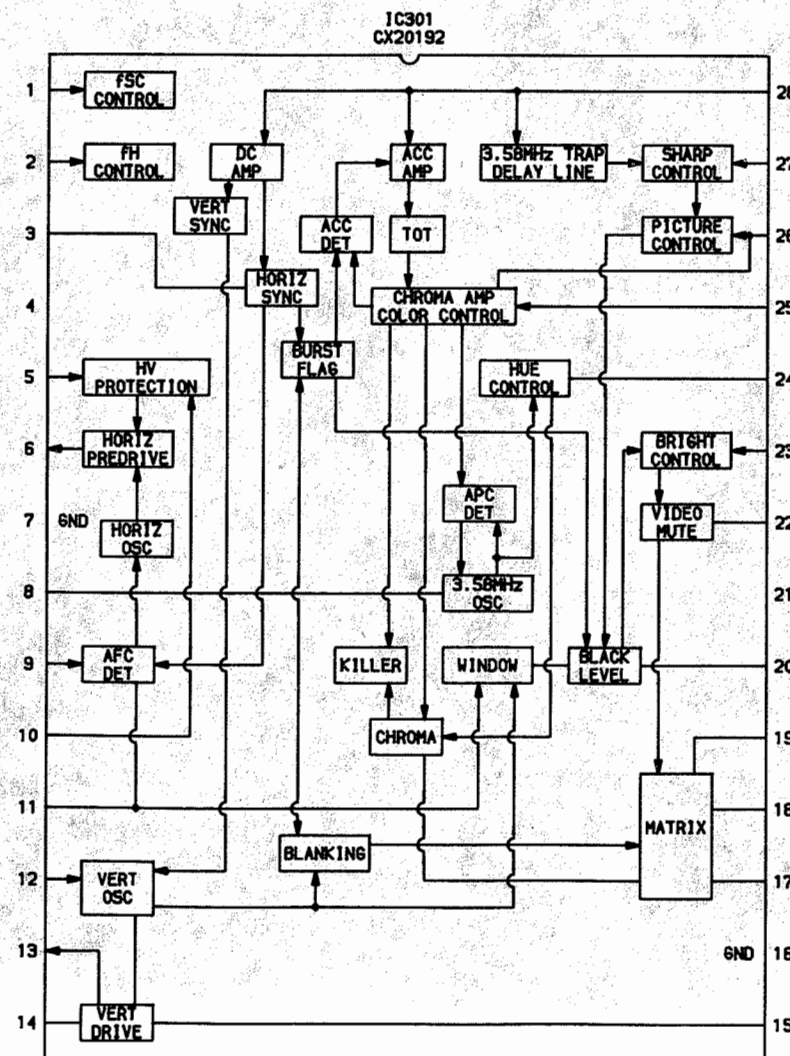 IC301
CX20192
1
fSC
CONTROL
28
2
fH
CONTROL
DC
AMP
ACC
AMP
3.58MHz TRAP
DELAY LINE
SHARP
CONTROL
27
VERT
SYNC
3
ACC
DET
TOT
PICTURE
CONTROL
26
HORIZ
SYNC
4
CHROMA AMP
COLOR CONTROL
25
BURST
FLAG
5
HV
PROTECTION
HUE
CONTROL
24
6
HORIZ
PREDRIVE
BRIGHT
CONTROL
23
APC
DET
7
GND
HORIZ
OSC
VIDEO
MUTE
22
8
3.58MHz
OSC
21
9
AFC
DET
KILLER
WINDOW
BLACK
LEVEL
20
10
CHROMA
19
11
MATRIX
18
BLANKING
12
VERT
OSC
17
13
GND
16
14
VERT
DRIVE
15